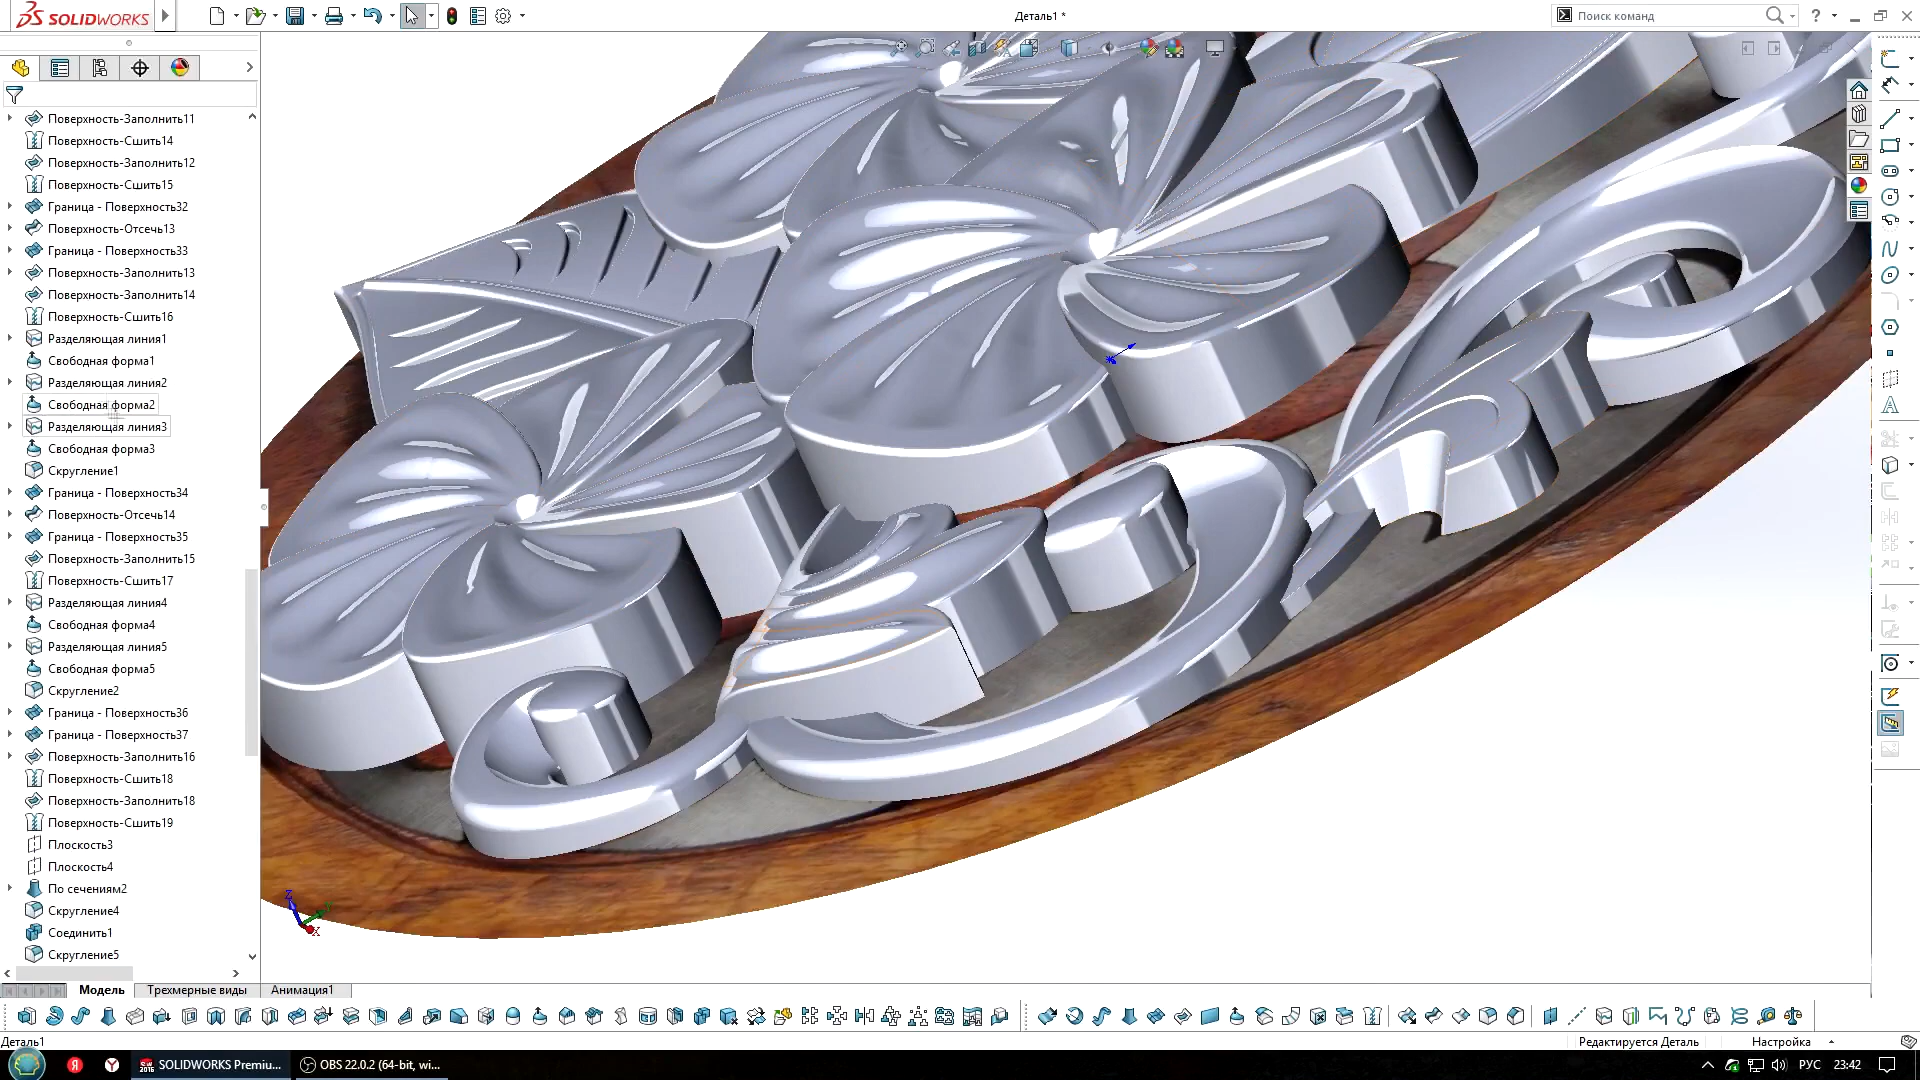 SOLIDWORKS
Деталь1 *
Поиск команд
?
Поверхность-Заполнить11
Поверхность-Сшить14
Поверхность-Заполнить12
Поверхность-Сшить15
Граница - Поверхность32
Поверхность-Отсечь13
Граница - Поверхность33
Поверхность-Заполнить13
Поверхность-Заполнить14
Поверхность-Сшить16
Разделяющая линия1
Свободная форма1
Разделяющая линия2
Свободная форма2
Разделяющая линия3
Свободная форма3
Скругление1
Граница - Поверхность34
Поверхность-Отсечь14
Граница - Поверхность35
Поверхность-Заполнить15
Поверхность-Сшить17
Разделяющая линия4
Свободная форма4
Разделяющая линия5
Свободная форма5
Скругление2
Граница - Поверхность36
Граница - Поверхность37
Поверхность-Заполнить16
Поверхность-Сшить18
Поверхность-Заполнить18
Поверхность-Сшить19
Плоскость3
Плоскость4
По сечениям2
Скругление4
Соединить1
Скругление5
Z
X
Модель
Трехмерные виды
Анимация1
Деталь1
Редактируется Деталь
Настройка
SOLIDWORKS Premiu...
OBS 22.0.2 (64-bit, wi...
РУС
23:42